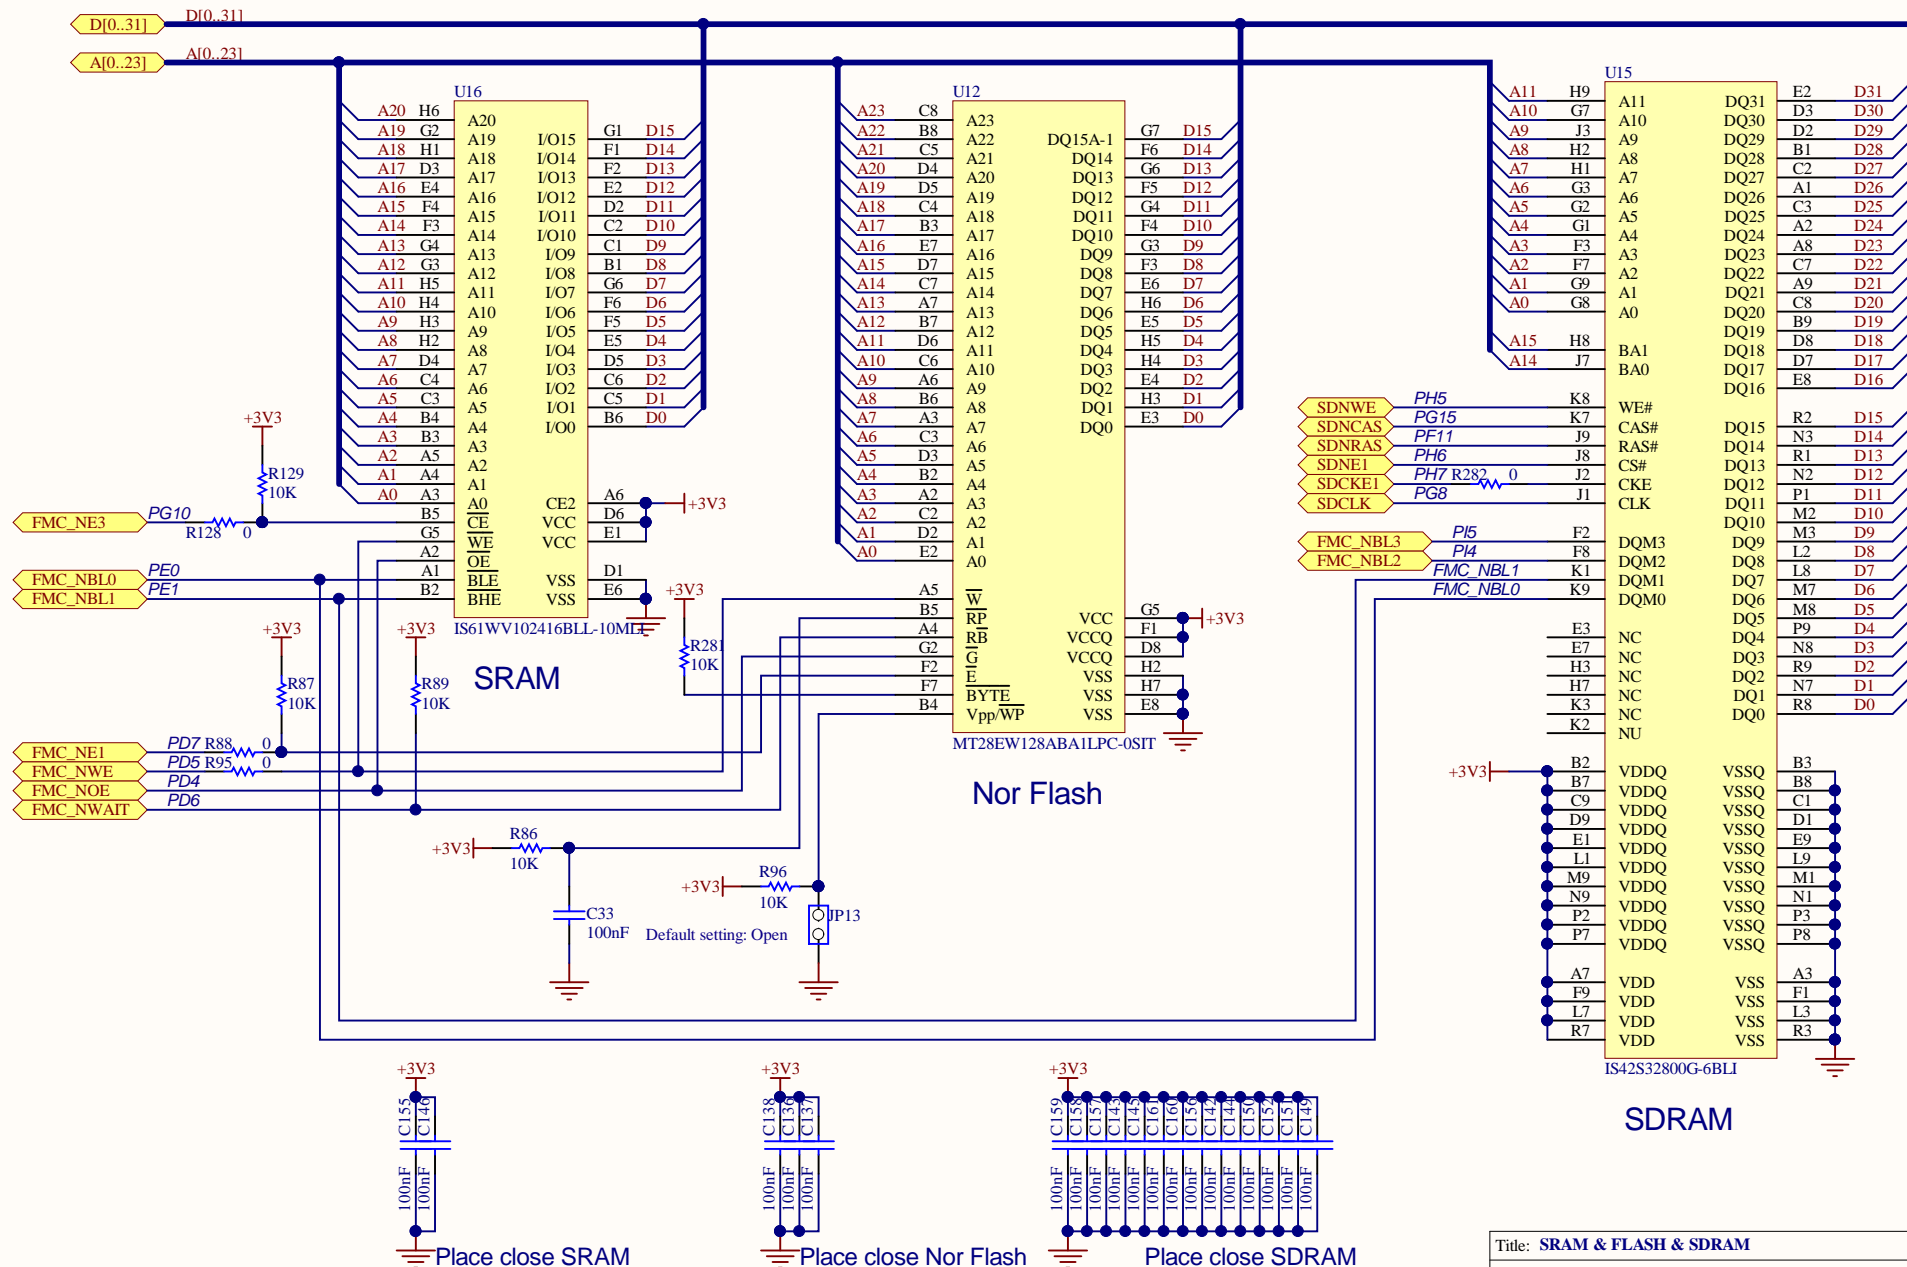 D[0..31] D[0..31]
A[0..23] A[0..23]
U16
A20 H6 A20
A19 G2 A19 I/O15 G1 D15
A18 H1 A18 I/O14 F1 D14
A17 D3 A17 I/O13 F2 D13
A16 E4 A16 I/O12 E2 D12
A15 F4 A15 I/O11 D2 D11
A14 F3 A14 I/O10 C2 D10
A13 G4 A13 I/O9 C1 D9
A12 G3 A12 I/O8 B1 D8
A11 H5 A11 I/O7 G6 D7
A10 H4 A10 I/O6 F6 D6
A9 H3 A9 I/O5 F5 D5
A8 H2 A8 I/O4 E5 D4
A7 D4 A7 I/O3 D5 D3
A6 C4 A6 I/O2 C6 D2
A5 C3 A5 I/O1 C5 D1
A4 B4 A4 I/O0 B6 D0
A3 B3 A3
A2 A5 A2
A1 A4 A1
A0 A3 A0 CE2 A6 +3V3
B5 CE VCC D6
G5 WE VCC E1
A2 OE
A1 BLE VSS D1
B2 BHE VSS E6
IS61WV102416BLL-10MLI
SRAM
+3V3
R129
10K
FMC_NE3 PG10
R128 0
FMC_NBL0 PE0
FMC_NBL1 PE1
+3V3 +3V3 +3V3
R87
10K
R89
10K
R281
10K
FMC_NE1 PD7 R88 0
FMC_NWE PD5 R95 0
FMC_NOE PD4
FMC_NWAIT PD6
+3V3 R86
10K
C33
100nF
+3V3 R96
10K
JP13
Default setting: Open
U12
A23 C8 A23
A22 B8 A22 DQ15A-1 G7 D15
A21 C5 A21 DQ14 F6 D14
A20 D4 A20 DQ13 G6 D13
A19 D5 A19 DQ12 F5 D12
A18 C4 A18 DQ11 G4 D11
A17 B3 A17 DQ10 F4 D10
A16 E7 A16 DQ9 G3 D9
A15 D7 A15 DQ8 F3 D8
A14 C7 A14 DQ7 E6 D7
A13 A7 A13 DQ6 H6 D6
A12 B7 A12 DQ5 E5 D5
A11 D6 A11 DQ4 H5 D4
A10 C6 A10 DQ3 H4 D3
A9 A6 A9 DQ2 E4 D2
A8 B6 A8 DQ1 H3 D1
A7 A3 A7 DQ0 E3 D0
A6 C3 A6
A5 D3 A5
A4 B2 A4
A3 A2 A3
A2 C2 A2
A1 D2 A1
A0 E2 A0
A5 W
B5 RP VCC G5 +3V3
A4 RB VCCQ F1
G2 G VCCQ D8
F2 E VSS H2
F7 BYTE VSS H7
B4 Vpp/WP VSS E8
MT28EW128ABA1LPC-0SIT
Nor Flash
U15
A11 H9 A11 DQ31 E2 D31
A10 G7 A10 DQ30 D3 D30
A9 J3 A9 DQ29 D2 D29
A8 H2 A8 DQ28 B1 D28
A7 H1 A7 DQ27 C2 D27
A6 G3 A6 DQ26 A1 D26
A5 G2 A5 DQ25 C3 D25
A4 G1 A4 DQ24 A2 D24
A3 F3 A3 DQ23 A8 D23
A2 F7 A2 DQ22 C7 D22
A1 G9 A1 DQ21 A9 D21
A0 G8 A0 DQ20 C8 D20
DQ19 B9 D19
A15 H8 BA1 DQ18 D8 D18
A14 J7 BA0 DQ17 D7 D17
DQ16 E8 D16
SDNWE PH5 K8 WE#
SDNCAS PG15 K7 CAS# DQ15 R2 D15
SDNRAS PF11 J9 RAS# DQ14 N3 D14
SDNE1 PH6 J8 CS# DQ13 R1 D13
SDCKE1 PH7 R282 0 J2 CKE DQ12 N2 D12
SDCLK PG8 J1 CLK DQ11 P1 D11
DQ10 M2 D10
FMC_NBL3 PI5 F2 DQM3 DQ9 M3 D9
FMC_NBL2 PI4 F8 DQM2 DQ8 L2 D8
FMC_NBL1 K1 DQM1 DQ7 L8 D7
FMC_NBL0 K9 DQM0 DQ6 M7 D6
DQ5 M8 D5
E3 NC DQ4 P9 D4
E7 NC DQ3 N8 D3
H3 NC DQ2 R9 D2
H7 NC DQ1 N7 D1
K3 NC DQ0 R8 D0
K2 NU
+3V3 B2 VDDQ VSSQ B3
B7 VDDQ VSSQ B8
C9 VDDQ VSSQ C1
D9 VDDQ VSSQ D1
E1 VDDQ VSSQ E9
L1 VDDQ VSSQ L9
M9 VDDQ VSSQ M1
N9 VDDQ VSSQ N1
P2 VDDQ VSSQ P3
P7 VDDQ VSSQ P8
A7 VDD VSS A3
F9 VDD VSS F1
L7 VDD VSS L3
R7 VDD VSS R3
IS42S32800G-6BLI
SDRAM
+3V3
C155 C146
100nF 100nF
Place close SRAM
+3V3
C138 C136 C137
100nF 100nF 100nF
Place close Nor Flash
+3V3
C159 C158 C157 C143 C145 C161 C160 C156 C142 C144 C150 C152 C151 C149
100nF 100nF 100nF 100nF 100nF 100nF 100nF 100nF 100nF 100nF 100nF 100nF 100nF 100nF
Place close SDRAM
Title: SRAM & FLASH & SDRAM